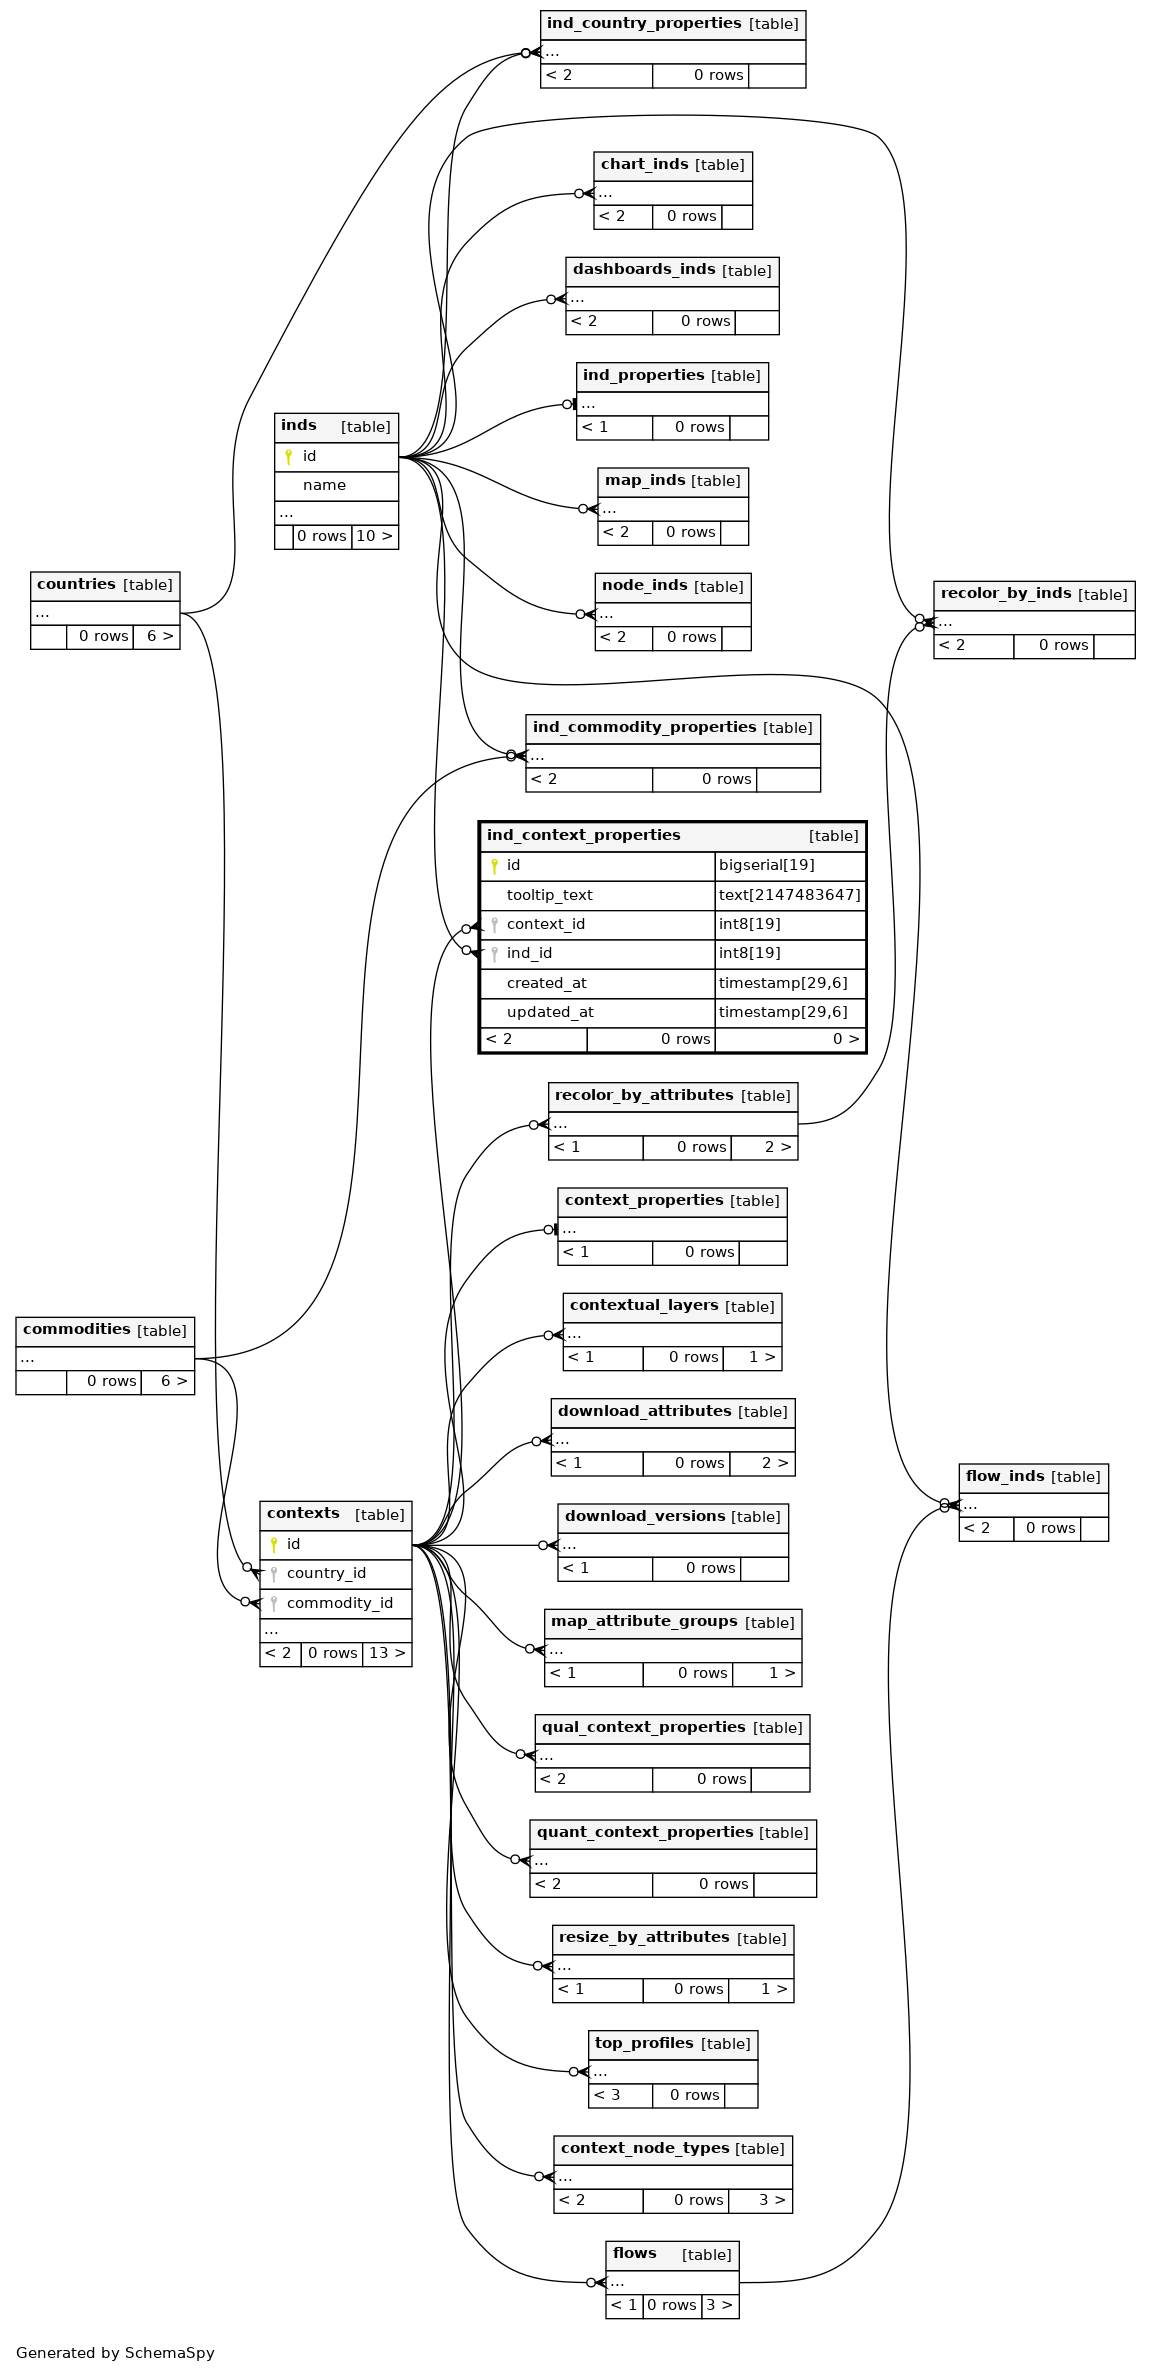 ind_country_properties [table]
...
< 2 0 rows
chart_inds [table]
...
< 2 0 rows
dashboards_inds [table]
...
< 2 0 rows
ind_properties [table]
...
< 1 0 rows
inds [table]
id
name
...
0 rows 10 >
map_inds [table]
...
< 2 0 rows
node_inds [table]
...
< 2 0 rows
countries [table]
...
0 rows 6 >
recolor_by_inds [table]
...
< 2 0 rows
ind_commodity_properties [table]
...
< 2 0 rows
ind_context_properties [table]
id bigserial[19]
tooltip_text text[2147483647]
context_id int8[19]
ind_id int8[19]
created_at timestamp[29,6]
updated_at timestamp[29,6]
< 2 0 rows 0 >
recolor_by_attributes [table]
...
< 1 0 rows 2 >
context_properties [table]
...
< 1 0 rows
contextual_layers [table]
...
< 1 0 rows 1 >
commodities [table]
...
0 rows 6 >
download_attributes [table]
...
< 1 0 rows 2 >
flow_inds [table]
...
< 2 0 rows
contexts [table]
id
country_id
commodity_id
...
< 2 0 rows 13 >
download_versions [table]
...
< 1 0 rows
map_attribute_groups [table]
...
< 1 0 rows 1 >
qual_context_properties [table]
...
< 2 0 rows
quant_context_properties [table]
...
< 2 0 rows
resize_by_attributes [table]
...
< 1 0 rows 1 >
top_profiles [table]
...
< 3 0 rows
context_node_types [table]
...
< 2 0 rows 3 >
flows [table]
...
< 1 0 rows 3 >
Generated by SchemaSpy